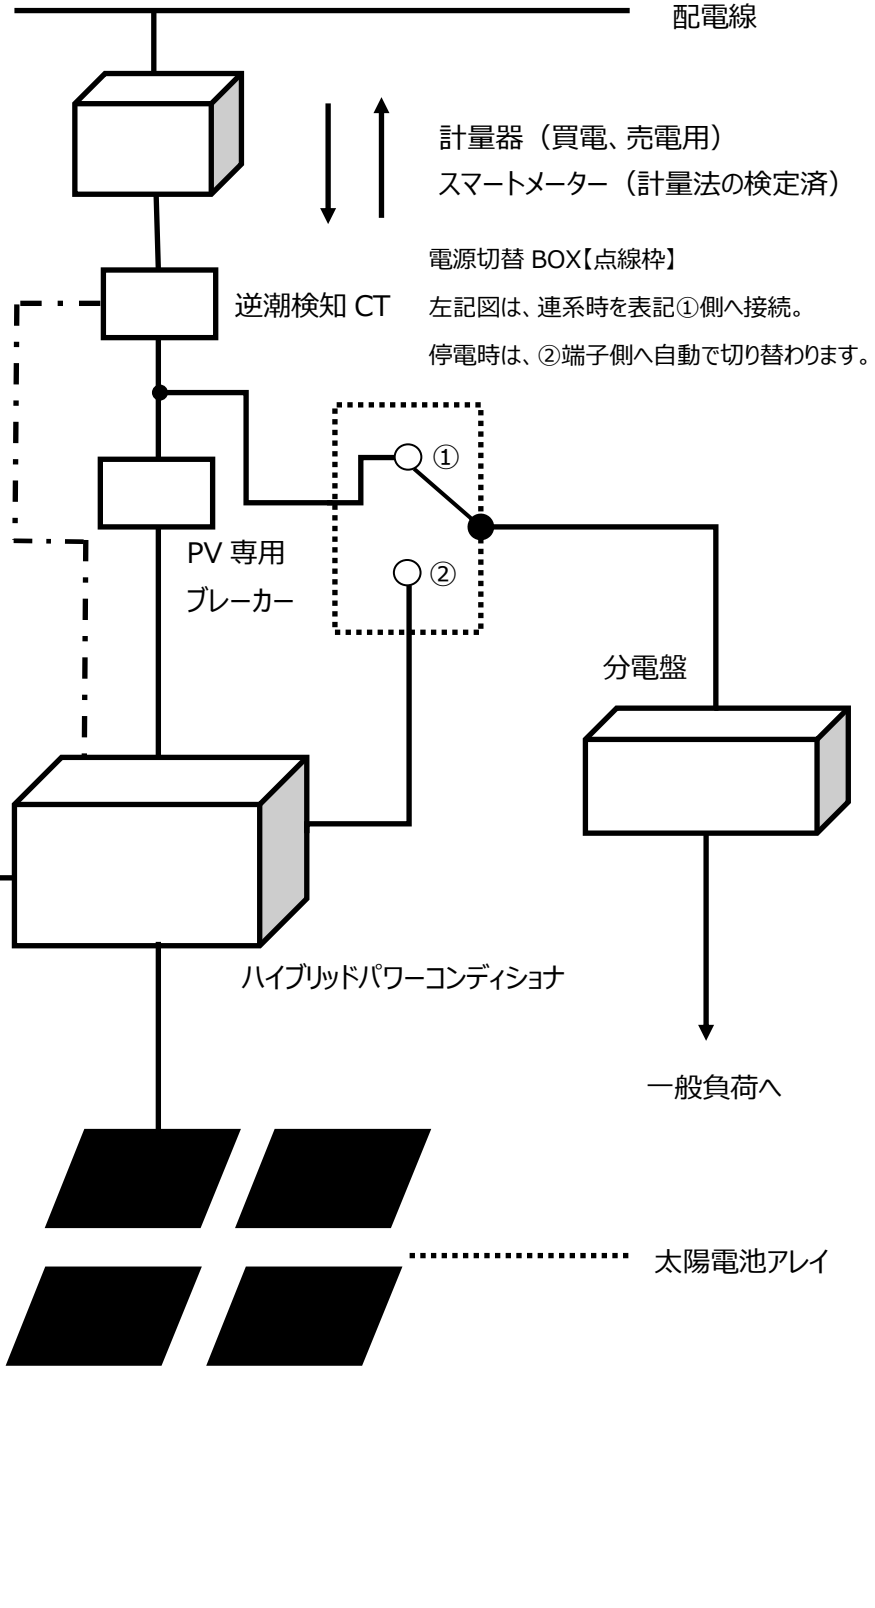 配電線
計量器（買電、売電用）
スマートメーター（計量法の検定済）
電源切替 BOX【点線枠】
左記図は、連系時を表記①側へ接続。
停電時は、②端子側へ自動で切り替わります。
逆潮検知 CT
①
②
PV 専用
ブレーカー
分電盤
ハイブリッドパワーコンディショナ
一般負荷へ
太陽電池アレイ